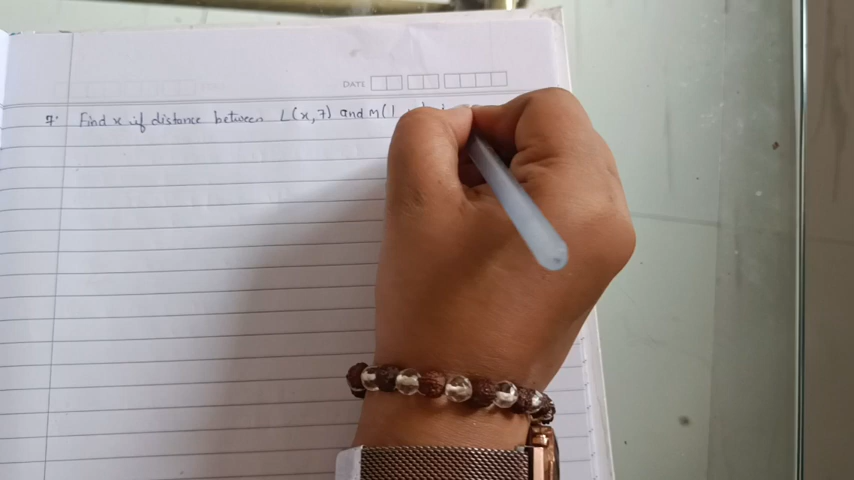 DATE
7. Find x if distance between L(x,7) and M(1